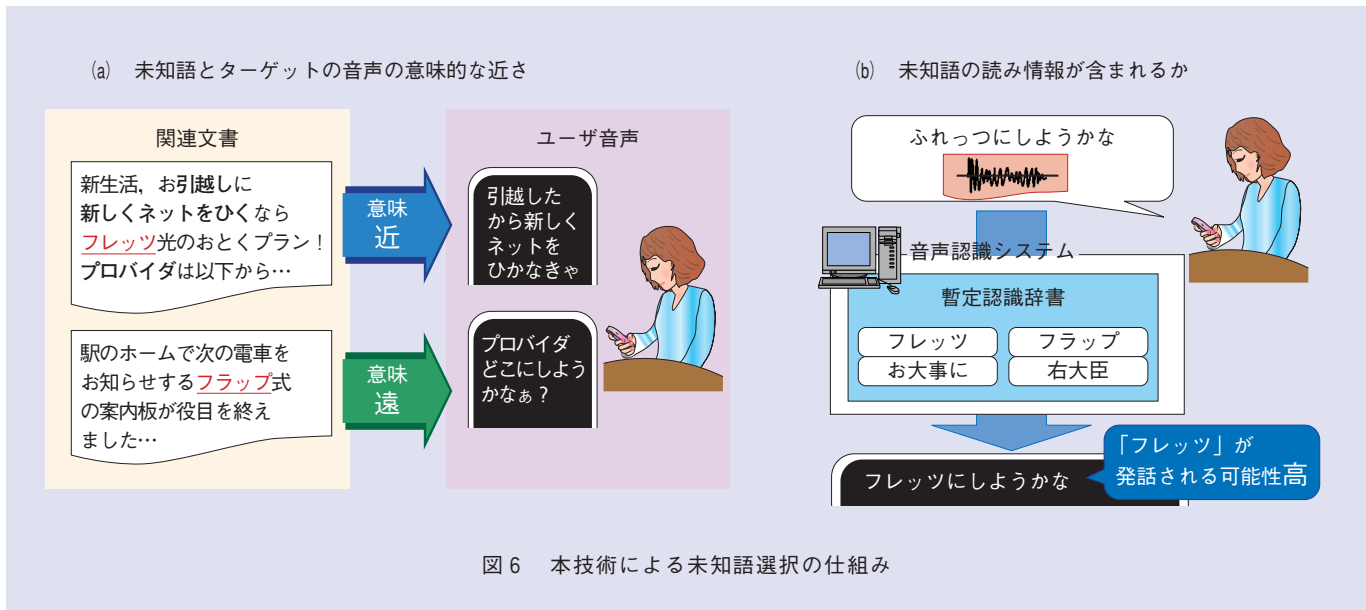 (a) 未知語とターゲットの音声の意味的な近さ
関連文書
新生活，お引越しに
新しくネットをひくなら
フレッツ光のおとくプラン！
プロバイダは以下から…
駅のホームで次の電車を
お知らせするフラップ式
の案内板が役目を終え
ました…
意味
近
意味
遠
ユーザ音声
引越した
から新しく
ネットを
ひかなきゃ
プロバイダ
どこにしよう
かなぁ？
(b) 未知語の読み情報が含まれるか
ふれっつにしようかな
音声認識システム
暫定認識辞書
フレッツ
フラップ
お大事に
右大臣
フレッツにしようかな
「フレッツ」が
発話される可能性高
図6 本技術による未知語選択の仕組み